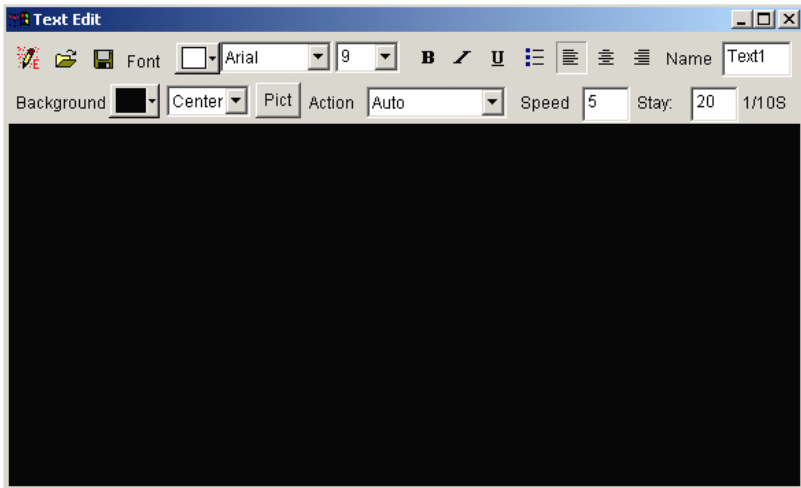 Text Edit
E Font Arial 9 B I U Name Text1
Background Center Pict Action Auto Speed 5 Stay: 20 1/10S